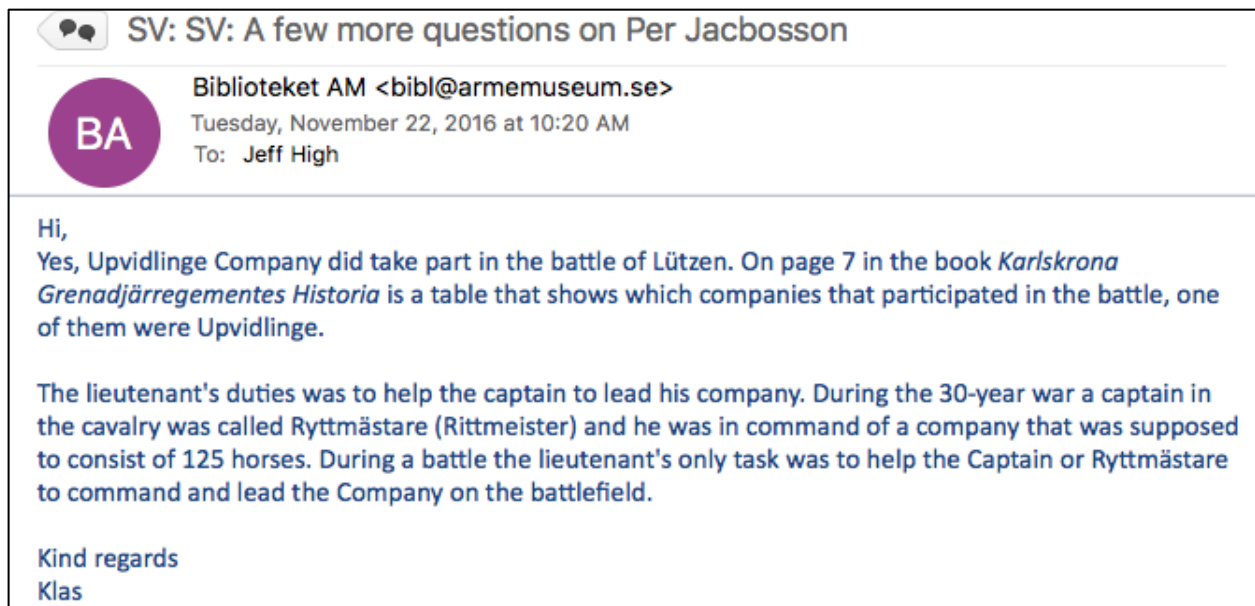 SV: SV: A few more questions on Per Jacbosson
BA
Biblioteket AM <bibl@armemuseum.se>
Tuesday, November 22, 2016 at 10:20 AM
To: Jeff High
Hi,
Yes, Upvidlinge Company did take part in the battle of Lützen. On page 7 in the book Karlskrona
Grenadjärregementes Historia is a table that shows which companies that participated in the battle, one
of them were Upvidlinge.
The lieutenant's duties was to help the captain to lead his company. During the 30-year war a captain in
the cavalry was called Ryttmästare (Rittmeister) and he was in command of a company that was supposed
to consist of 125 horses. During a battle the lieutenant's only task was to help the Captain or Ryttmästare
to command and lead the Company on the battlefield.
Kind regards
Klas